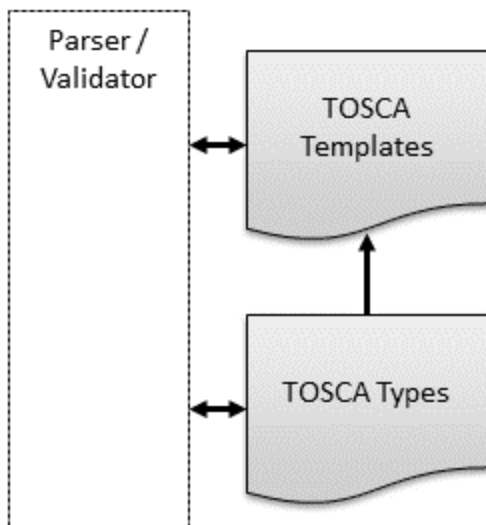 Parser /
Validator
TOSCA
Templates
TOSCA Types